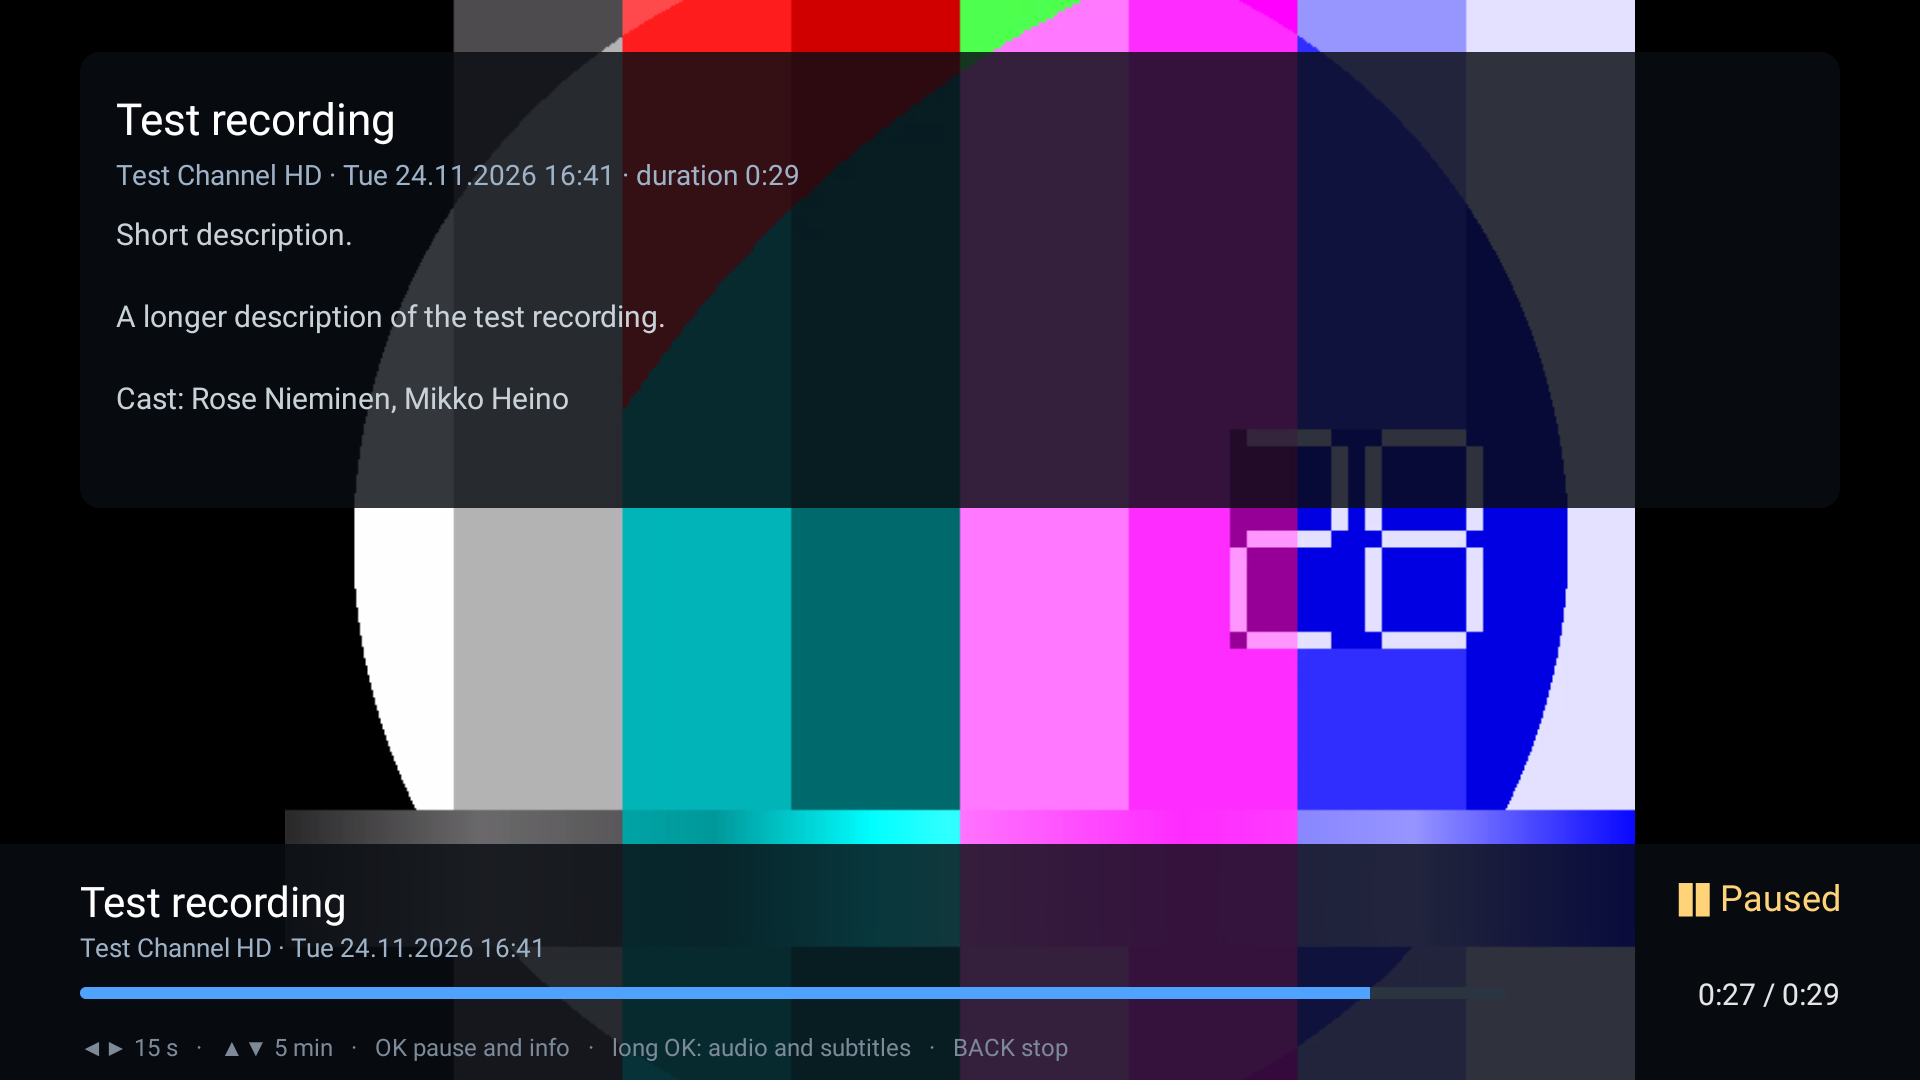 Test recording
Test Channel HD · Tue 24.11.2026 16:41 · duration 0:29
Short description.
A longer description of the test recording.
Cast: Rose Nieminen, Mikko Heino
28
Test recording
Test Channel HD · Tue 24.11.2026 16:41
Paused
0:27 / 0:29
◀ ▶ 15 s · ▲ ▼ 5 min · OK pause and info · long OK: audio and subtitles · BACK stop